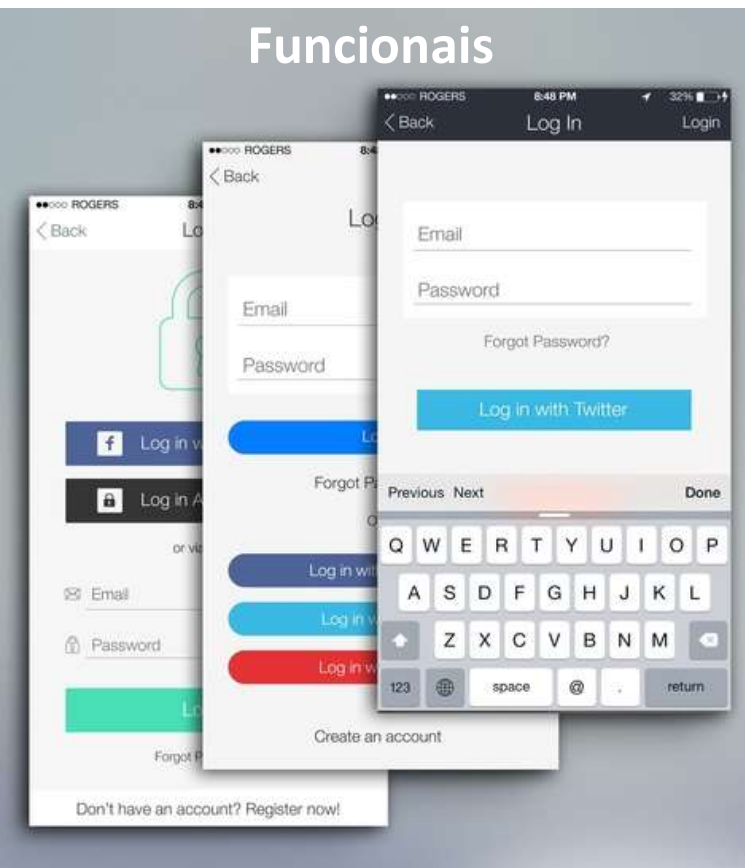 Funcionais
ROGERS 8:48 PM 32%
Back Log In Login
Email
Password
Forgot Password?
Log in with Twitter
Previous Next Done
Q W E R T Y U I O P
A S D F G H J K L
Z X C V B N M
123 space @ . return
ROGERS
Back
Email
Password
Forgot
Log in
Log in
Log in
Create an account
ROGERS
Back
Log in
Log in
or
Email
Password
Forgot
Don't have an account? Register now!